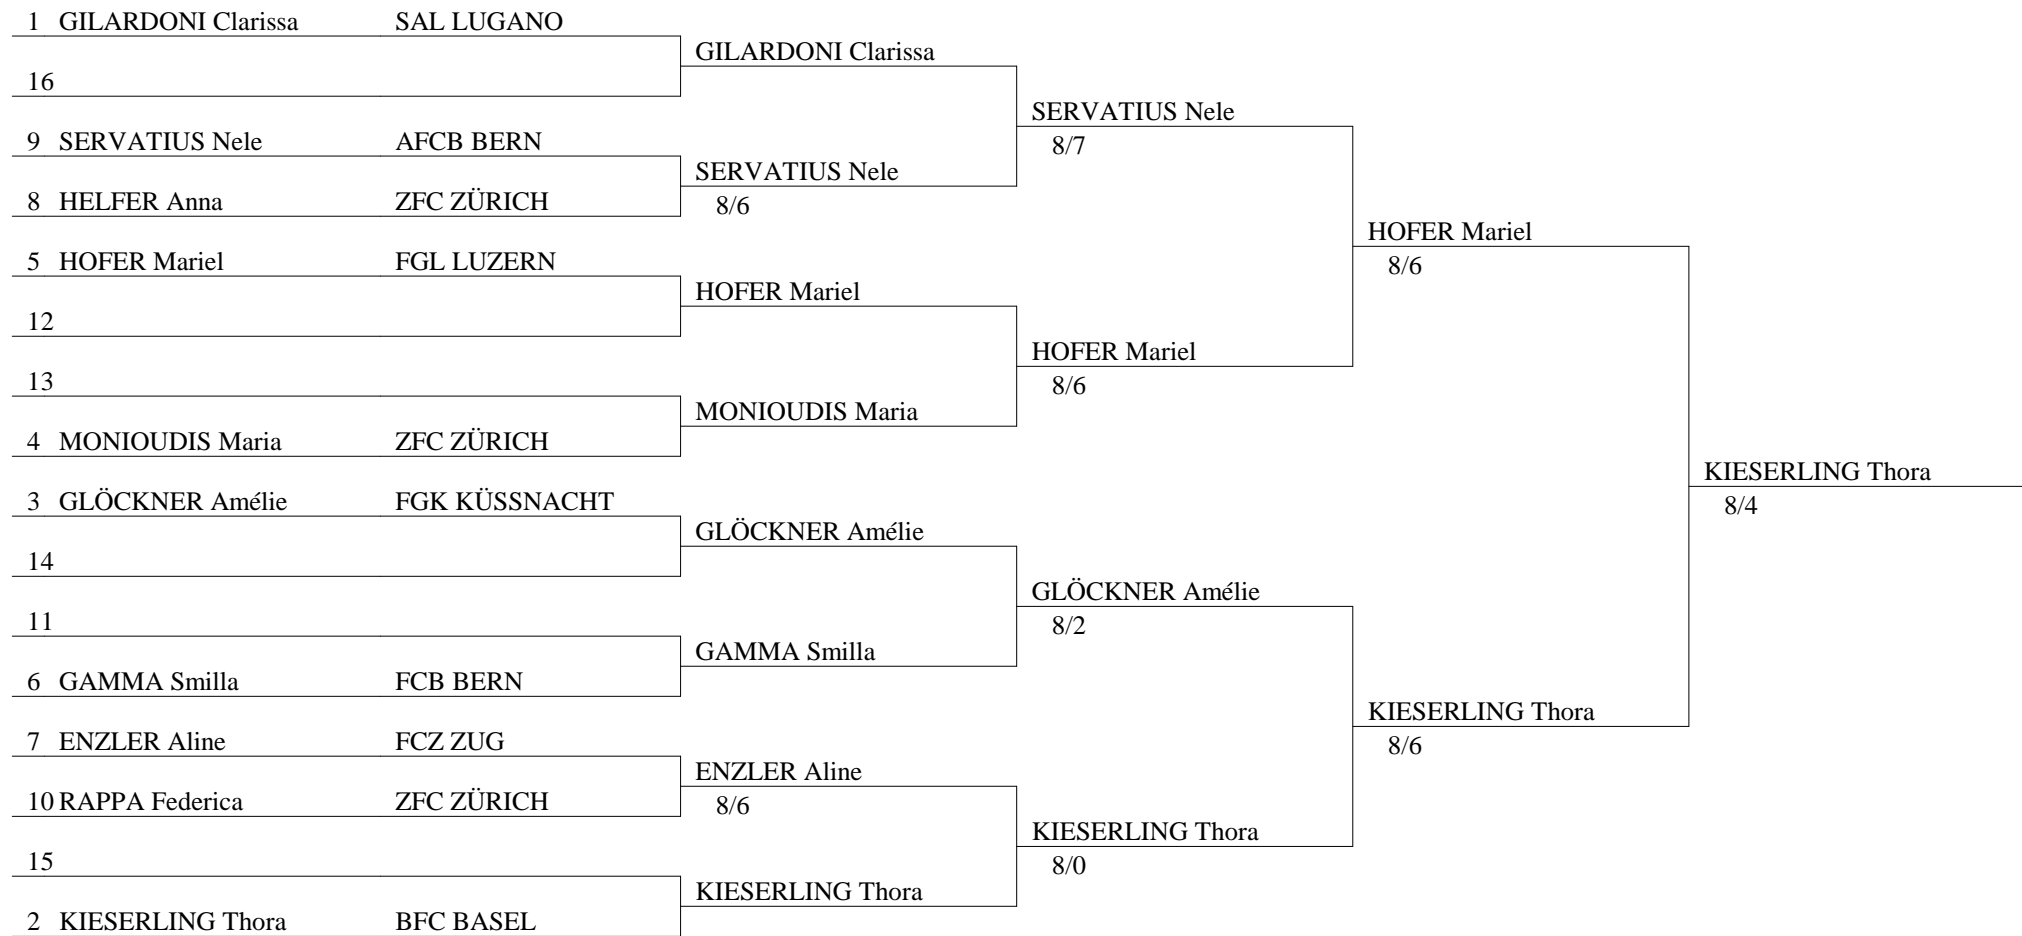 1 GILARDONI Clarissa SAL LUGANO
GILARDONI Clarissa
16
SERVATIUS Nele
9 SERVATIUS Nele AFCB BERN
8/7
SERVATIUS Nele
8 HELFER Anna ZFC ZÜRICH
8/6
HOFER Mariel
5 HOFER Mariel FGL LUZERN
8/6
HOFER Mariel
12
HOFER Mariel
13
8/6
MONIOUDIS Maria
4 MONIOUDIS Maria ZFC ZÜRICH
KIESERLING Thora
3 GLÖCKNER Amélie FGK KÜSSNACHT
8/4
GLÖCKNER Amélie
14
GLÖCKNER Amélie
11
8/2
GAMMA Smilla
6 GAMMA Smilla FCB BERN
KIESERLING Thora
7 ENZLER Aline FCZ ZUG
8/6
ENZLER Aline
10 RAPPA Federica ZFC ZÜRICH
8/6
KIESERLING Thora
15
8/0
KIESERLING Thora
2 KIESERLING Thora BFC BASEL